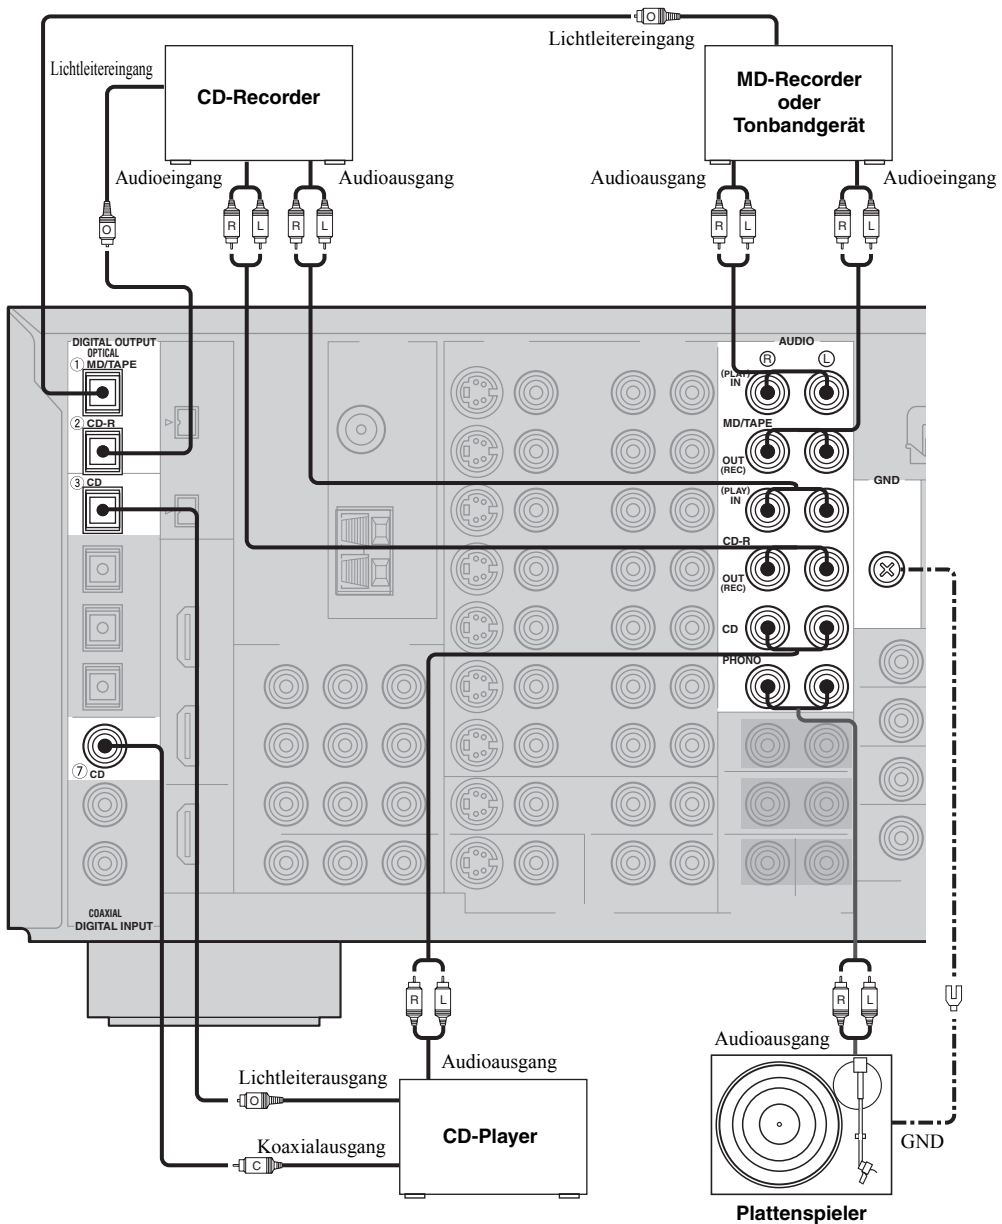 O
Lichtleitereingang
Lichtleitereingang
CD-Recorder
MD-Recorder
oder
Tonbandgerät
Audioeingang
Audioausgang
Audioausgang
Audioeingang
O
R L R L
R L R L
DIGITAL OUTPUT
OPTICAL
① MD/TAPE
② CD-R
③ CD
AUDIO
Ⓡ Ⓛ
(PLAY)
IN
MD/TAPE
OUT
(REC)
(PLAY)
IN
CD-R
OUT
(REC)
CD
PHONO
GND
⑦ CD
COAXIAL
DIGITAL INPUT
R L
R L
Audioausgang
Audioausgang
Lichtleiterausgang
O
Koaxialausgang
C
CD-Player
GND
Plattenspieler